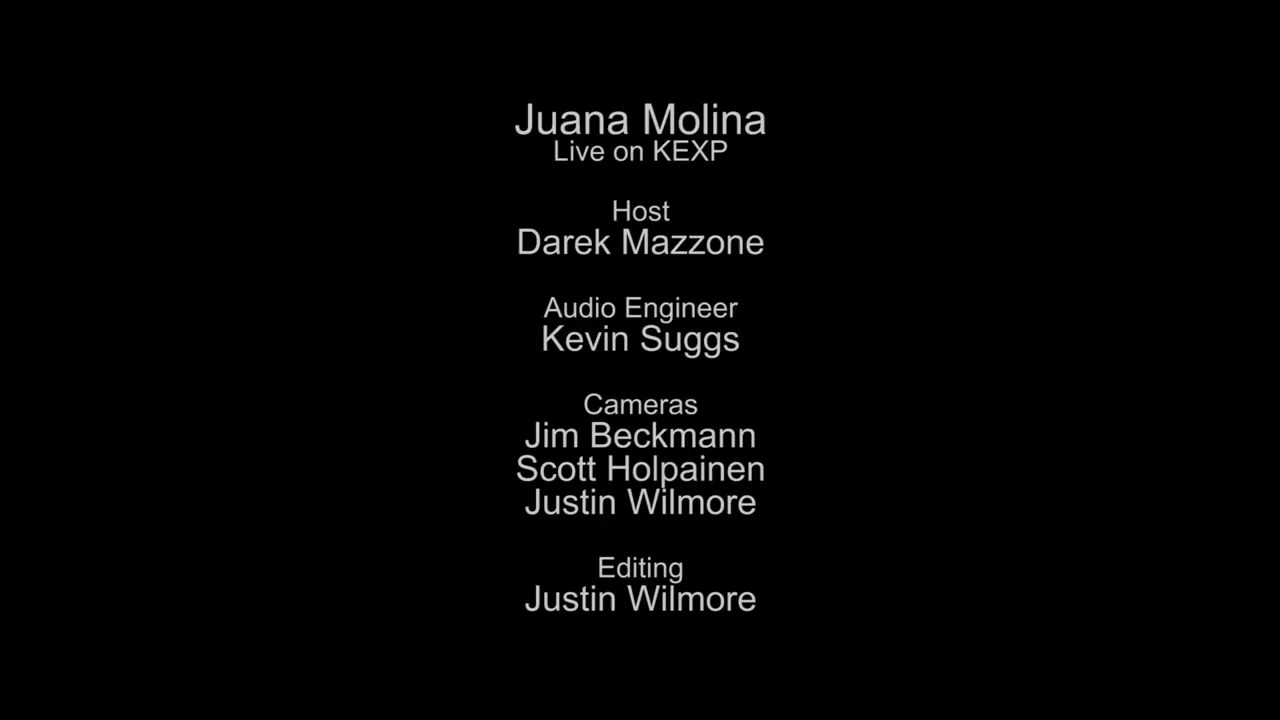 Juana Molina
Live on KEXP
Host
Darek Mazzone
Audio Engineer
Kevin Suggs
Cameras
Jim Beckmann
Scott Holpainen
Justin Wilmore
Editing
Justin Wilmore